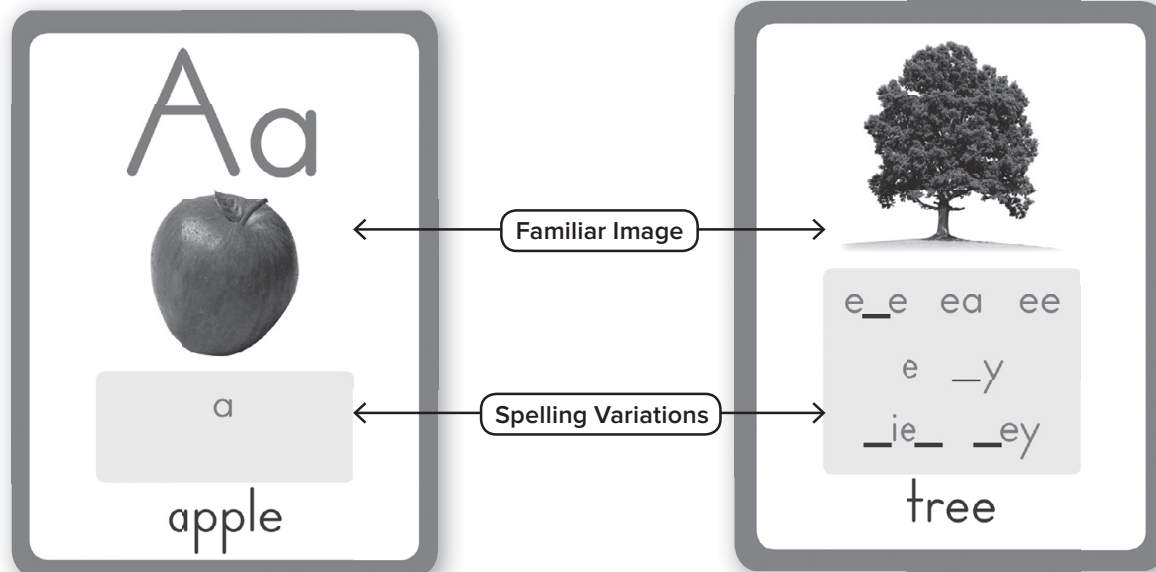 Aa
a
apple
Familiar Image
Spelling Variations
e_e ea ee
e _y
_ie_ _ey
tree